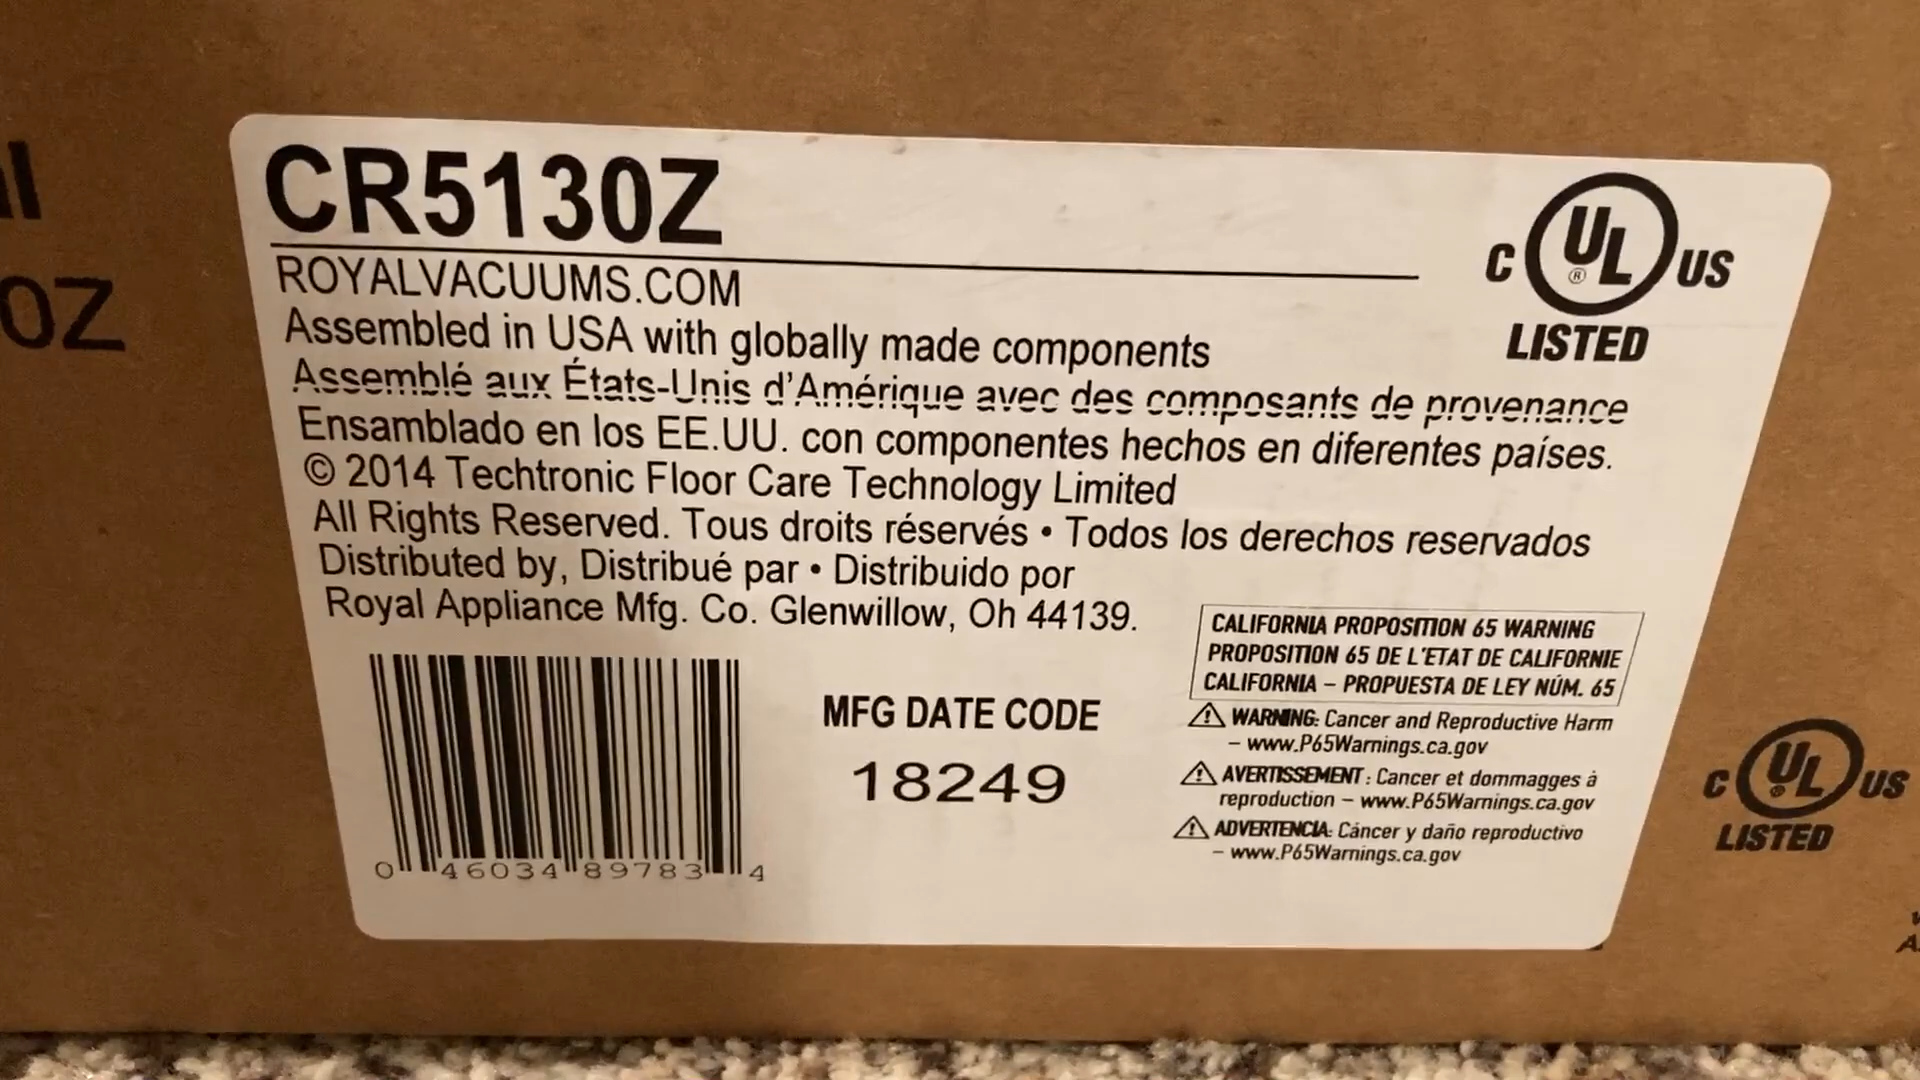 CR5130Z
ROYALVACUUMS.COM
Assembled in USA with globally made components
Assemblé aux États-Unis d'Amérique avec des composants de provenance
Ensamblado en los EE.UU. con componentes hechos en diferentes países.
© 2014 Techtronic Floor Care Technology Limited
All Rights Reserved. Tous droits réservés • Todos los derechos reservados
Distributed by, Distribué par • Distribuido por
Royal Appliance Mfg. Co. Glenwillow, Oh 44139.
C UL ® US
LISTED
0 46034 89783 4
MFG DATE CODE
18249
CALIFORNIA PROPOSITION 65 WARNING
PROPOSITION 65 DE L'ETAT DE CALIFORNIE
CALIFORNIA – PROPUESTA DE LEY NÚM. 65
⚠ WARNING: Cancer and Reproductive Harm
– www.P65Warnings.ca.gov
⚠ AVERTISSEMENT : Cancer et dommagges à
reproduction – www.P65Warnings.ca.gov
⚠ ADVERTENCIA: Cáncer y daño reproductivo
– www.P65Warnings.ca.gov
0Z
C UL ® US
LISTED